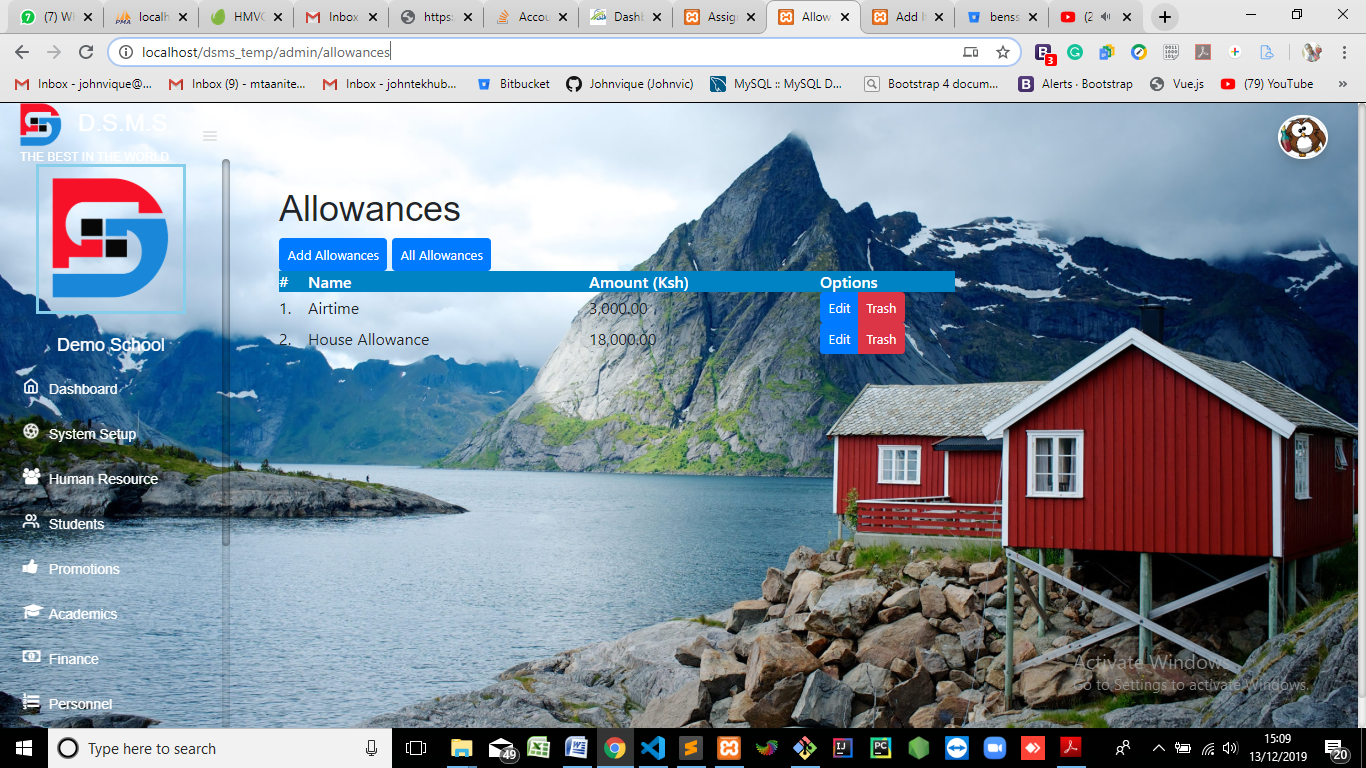 (7) W
localh
HMVC
Inbox
https:
Accou
Dashb
Assig
Allow
Add
benss
(2
localhost/dsms_temp/admin/allowances
3
Inbox - johnvique@...
Inbox (9) - mtaanite...
Inbox - johntekhub...
Bitbucket
Johnvique (Johnvic)
MySQL :: MySQL D...
Bootstrap 4 docum...
Alerts · Bootstrap
Vue.js
(79) YouTube
»
D.S.M.S
THE BEST IN THE WORLD
Demo School
Dashboard
System Setup
Human Resource
Students
Promotions
Academics
Finance
Personnel
Allowances
Add Allowances All Allowances
# Name Amount (Ksh) Options
1. Airtime 3,000.00 Edit Trash
2. House Allowance 18,000.00 Edit Trash
Activate Windows
Go to Settings to activate Windows.
Type here to search
49
15:09
13/12/2019
20